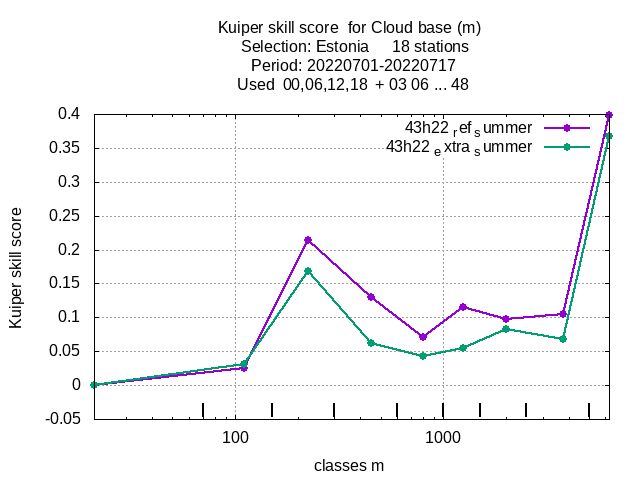 Kuiper skill score  for Cloud base (m)
Selection: Estonia     18 stations
Period: 20220701-20220717
Used  00,06,12,18  + 03 06 ... 48
43h22 ref summer
43h22 extra summer
0.4
0.35
0.3
0.25
0.2
0.15
0.1
0.05
0
-0.05
Kuiper skill score
100
1000
classes m